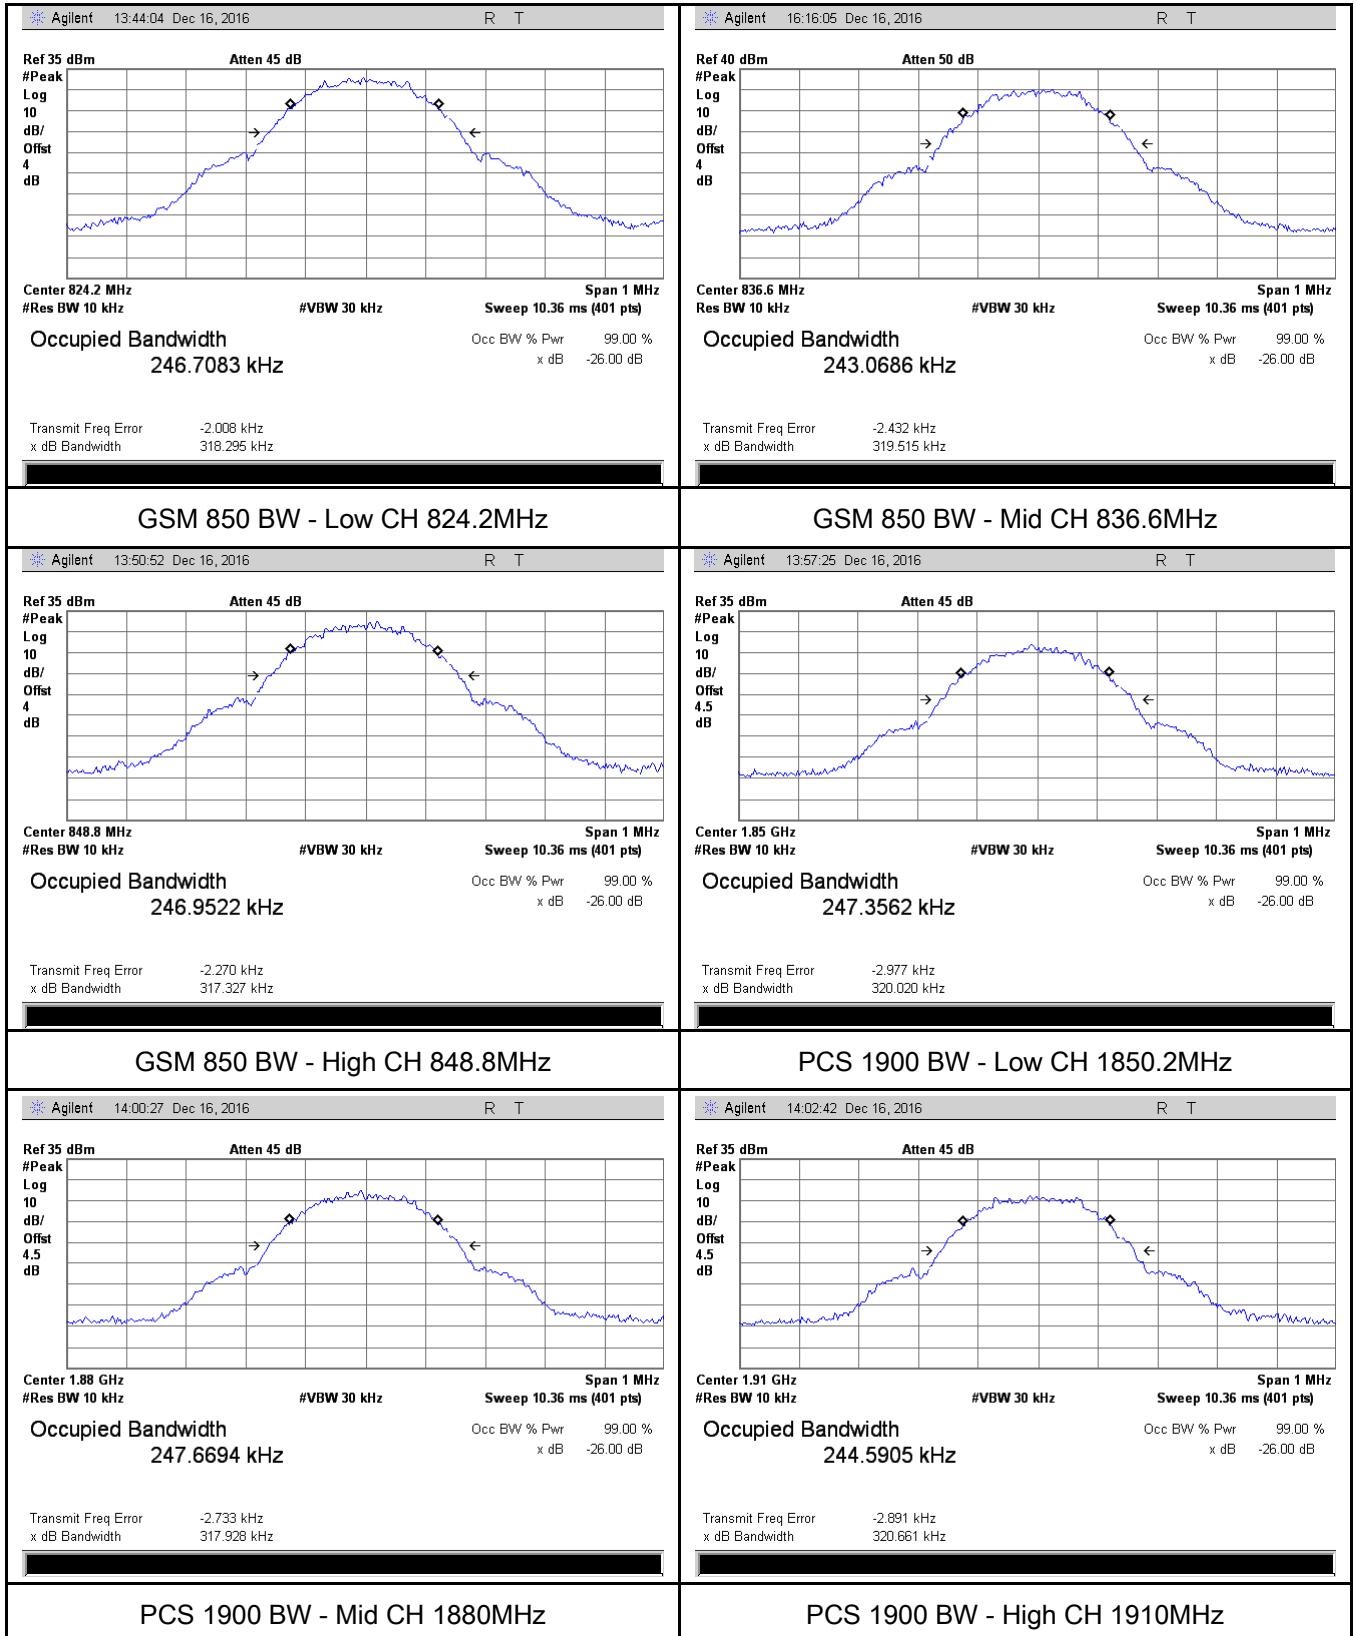 Agilent 13:44:04 Dec 16, 2016 R T
Ref 35 dBm Atten 45 dB
#Peak
Log
10
dB/
Offst
4
dB
Center 824.2 MHz Span 1 MHz
#Res BW 10 kHz #VBW 30 kHz Sweep 10.36 ms (401 pts)
Occupied Bandwidth Occ BW % Pwr 99.00 %
246.7083 kHz x dB -26.00 dB
Transmit Freq Error -2.008 kHz
x dB Bandwidth 318.295 kHz
GSM 850 BW - Low CH 824.2MHz
Agilent 16:16:05 Dec 16, 2016 R T
Ref 40 dBm Atten 50 dB
#Peak
Log
10
dB/
Offst
4
dB
Center 836.6 MHz Span 1 MHz
Res BW 10 kHz #VBW 30 kHz Sweep 10.36 ms (401 pts)
Occupied Bandwidth Occ BW % Pwr 99.00 %
243.0686 kHz x dB -26.00 dB
Transmit Freq Error -2.432 kHz
x dB Bandwidth 319.515 kHz
GSM 850 BW - Mid CH 836.6MHz
Agilent 13:50:52 Dec 16, 2016 R T
Ref 35 dBm Atten 45 dB
#Peak
Log
10
dB/
Offst
4
dB
Center 848.8 MHz Span 1 MHz
#Res BW 10 kHz #VBW 30 kHz Sweep 10.36 ms (401 pts)
Occupied Bandwidth Occ BW % Pwr 99.00 %
246.9522 kHz x dB -26.00 dB
Transmit Freq Error -2.270 kHz
x dB Bandwidth 317.327 kHz
GSM 850 BW - High CH 848.8MHz
Agilent 13:57:25 Dec 16, 2016 R T
Ref 35 dBm Atten 45 dB
#Peak
Log
10
dB/
Offst
4.5
dB
Center 1.85 GHz Span 1 MHz
#Res BW 10 kHz #VBW 30 kHz Sweep 10.36 ms (401 pts)
Occupied Bandwidth Occ BW % Pwr 99.00 %
247.3562 kHz x dB -26.00 dB
Transmit Freq Error -2.977 kHz
x dB Bandwidth 320.020 kHz
PCS 1900 BW - Low CH 1850.2MHz
Agilent 14:00:27 Dec 16, 2016 R T
Ref 35 dBm Atten 45 dB
#Peak
Log
10
dB/
Offst
4.5
dB
Center 1.88 GHz Span 1 MHz
#Res BW 10 kHz #VBW 30 kHz Sweep 10.36 ms (401 pts)
Occupied Bandwidth Occ BW % Pwr 99.00 %
247.6694 kHz x dB -26.00 dB
Transmit Freq Error -2.733 kHz
x dB Bandwidth 317.928 kHz
PCS 1900 BW - Mid CH 1880MHz
Agilent 14:02:42 Dec 16, 2016 R T
Ref 35 dBm Atten 45 dB
#Peak
Log
10
dB/
Offst
4.5
dB
Center 1.91 GHz Span 1 MHz
#Res BW 10 kHz #VBW 30 kHz Sweep 10.36 ms (401 pts)
Occupied Bandwidth Occ BW % Pwr 99.00 %
244.5905 kHz x dB -26.00 dB
Transmit Freq Error -2.891 kHz
x dB Bandwidth 320.661 kHz
PCS 1900 BW - High CH 1910MHz